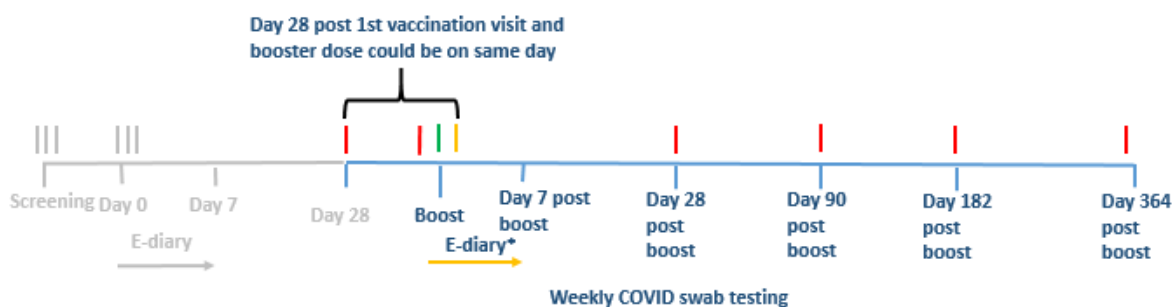 Day 28 post 1st vaccination visit and
booster dose could be on same day
Screening
Day 0
Day 7
Day 28
Boost
Day 7 post
boost
Day 28
post
boost
Day 90
post
boost
Day 182
post
boost
Day 364
post
boost
E-diary
E-diary*
Weekly COVID swab testing